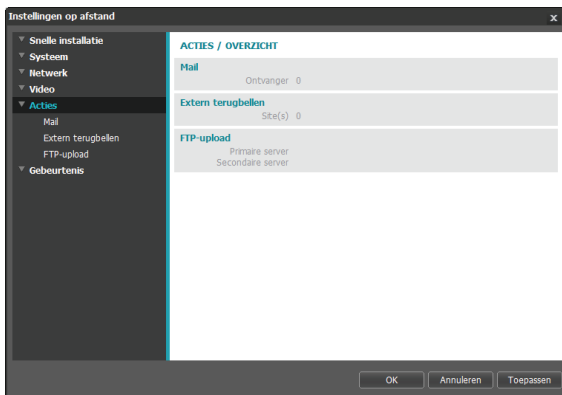 Instellingen op afstand
x
Snelle installatie
Systeem
Netwerk
Video
Acties
Mail
Extern terugbellen
FTP-upload
Gebeurtenis
ACTIES / OVERZICHT
Mail
Ontvanger 0
Extern terugbellen
Site(s) 0
FTP-upload
Primaire server
Secondaire server
OK
Annuleren
Toepassen